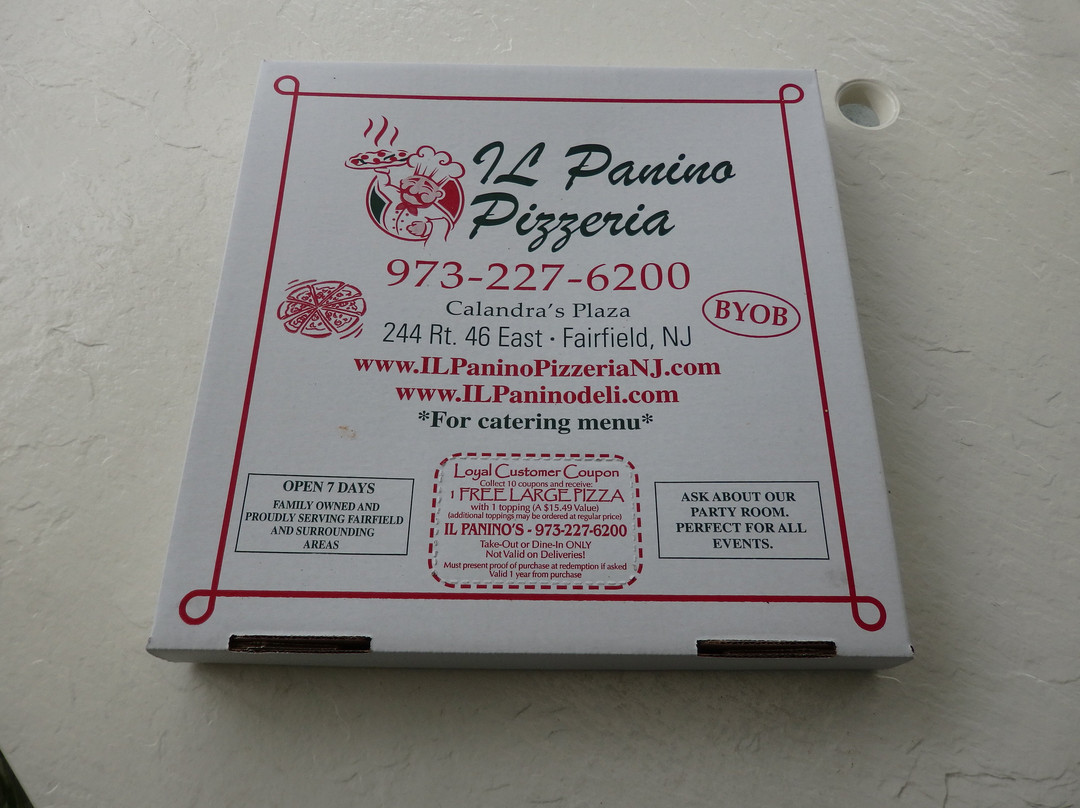 IL Panino
Pizzeria
973-227-6200
Calandra's Plaza
BYOB
244 Rt. 46 East · Fairfield, NJ
www.ILPaninoPizzeriaNJ.com
www.ILPaninodeli.com
*For catering menu*
OPEN 7 DAYS
FAMILY OWNED AND
PROUDLY SERVING FAIRFIELD
AND SURROUNDING
AREAS
Loyal Customer Coupon
Collect 10 coupons and receive:
1 FREE LARGE PIZZA
with 1 topping (A $15.49 Value)
(additional toppings may be ordered at regular price)
IL PANINO'S - 973-227-6200
Take-Out or Dine-In ONLY
Not Valid on Deliveries!
Must present proof of purchase at redemption if asked
Valid 1 year from purchase
ASK ABOUT OUR
PARTY ROOM.
PERFECT FOR ALL
EVENTS.